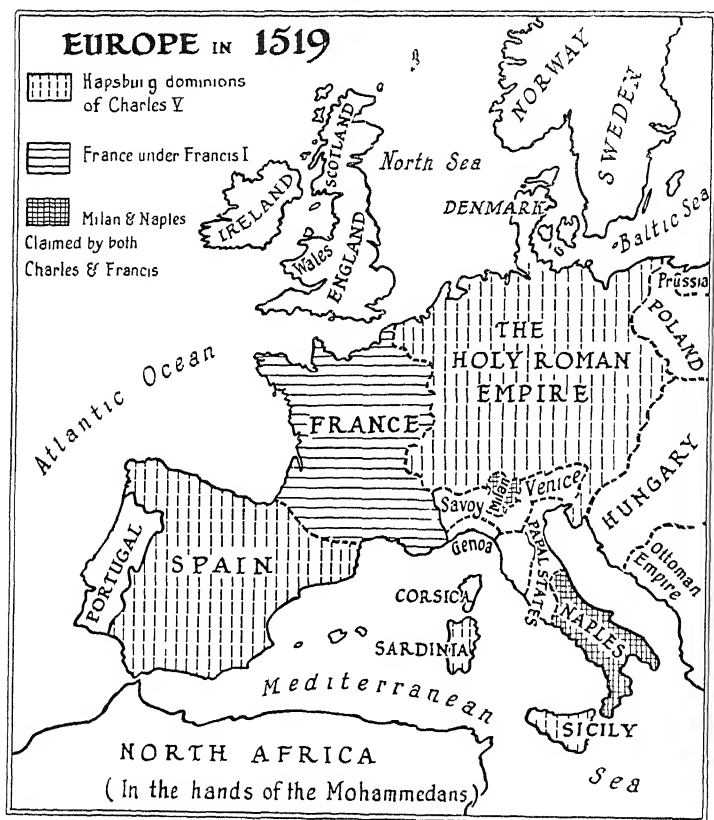 EUROPE IN 1519
Hapsburg dominions
of Charles V
France under Francis I
Milan & Naples
Claimed by both
Charles & Francis
NORWAY
SWEDEN
SCOTLAND
North Sea
IRELAND
DENMARK
Baltic Sea
Wales
ENGLAND
Prussia
POLAND
THE
HOLY ROMAN
EMPIRE
Atlantic Ocean
FRANCE
HUNGARY
Savoy
Milan
Venice
Genoa
Ottoman
Empire
PORTUGAL
SPAIN
PAPAL STATES
CORSICA
NAPLES
SARDINIA
Mediterranean
Sea
SICILY
NORTH AFRICA
(In the hands of the Mohammedans)